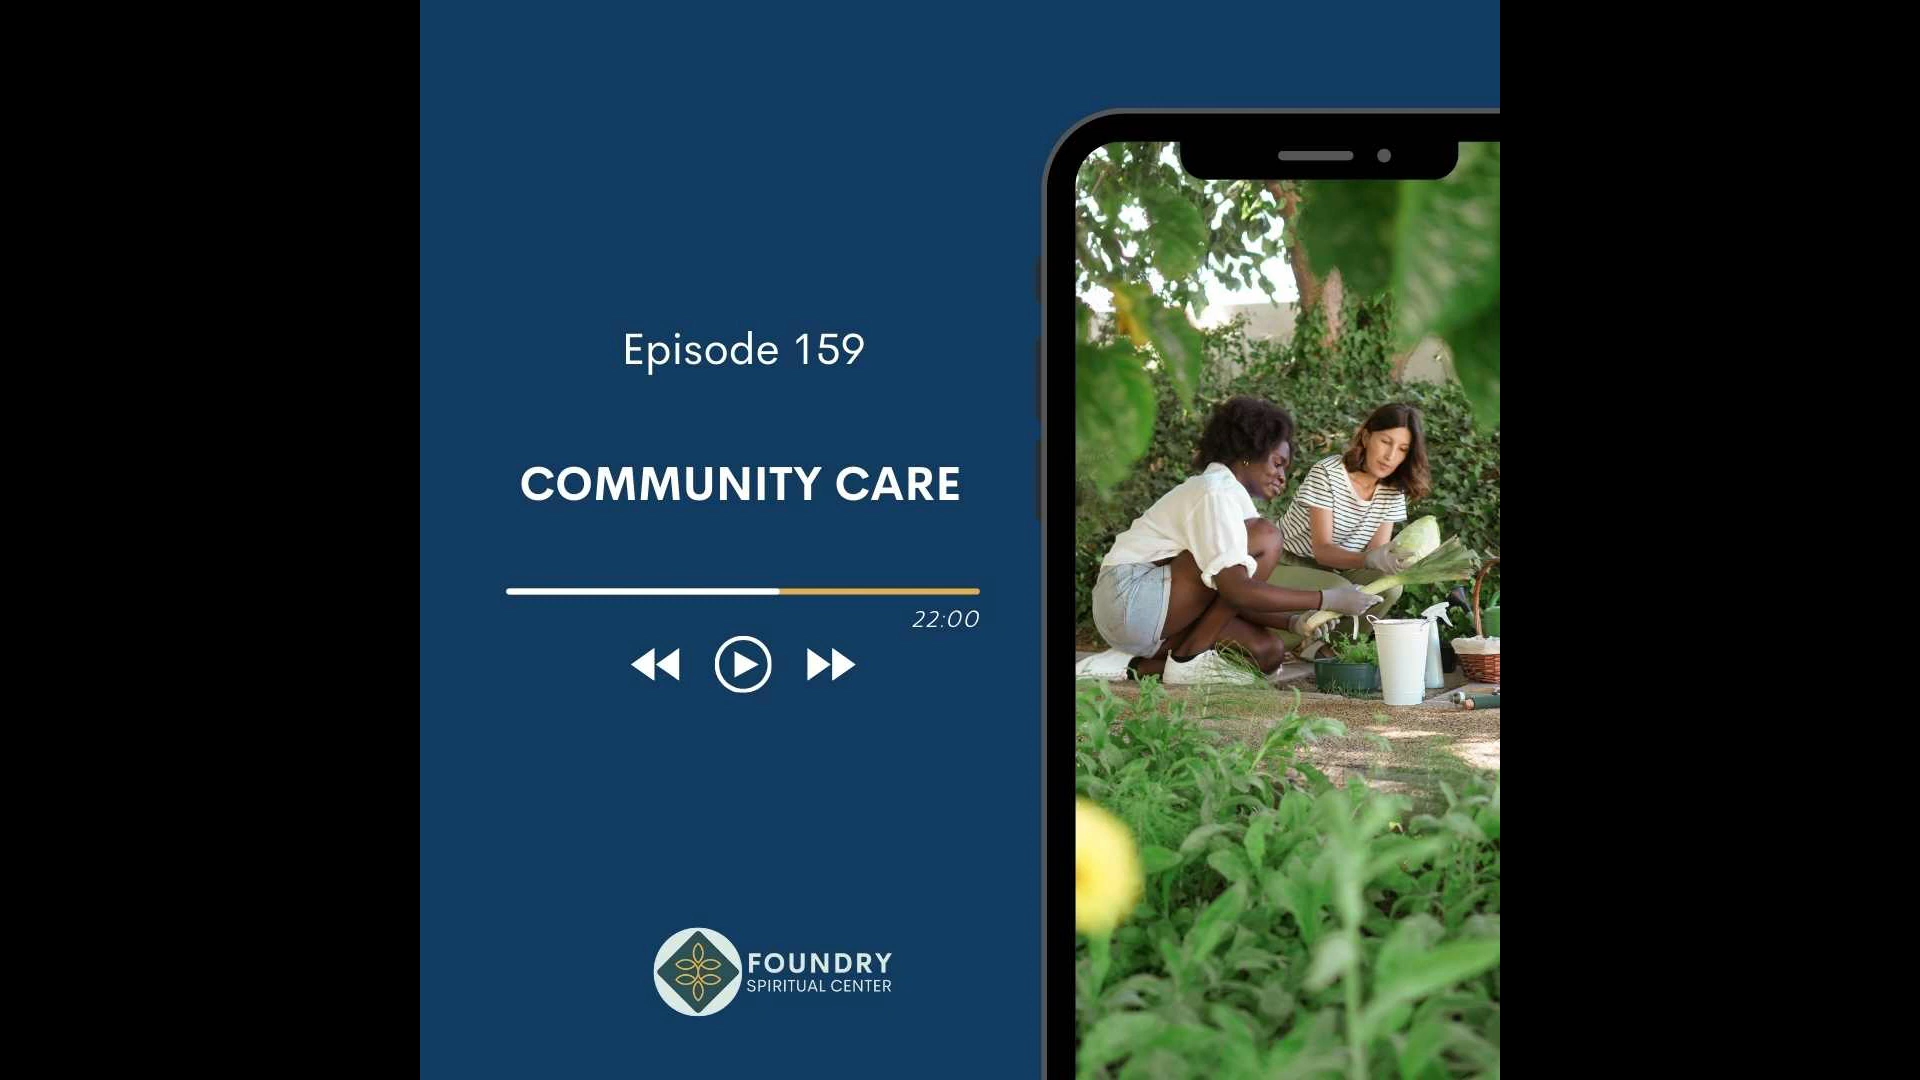 Episode 159
COMMUNITY CARE
22:00
FOUNDRY
SPIRITUAL CENTER